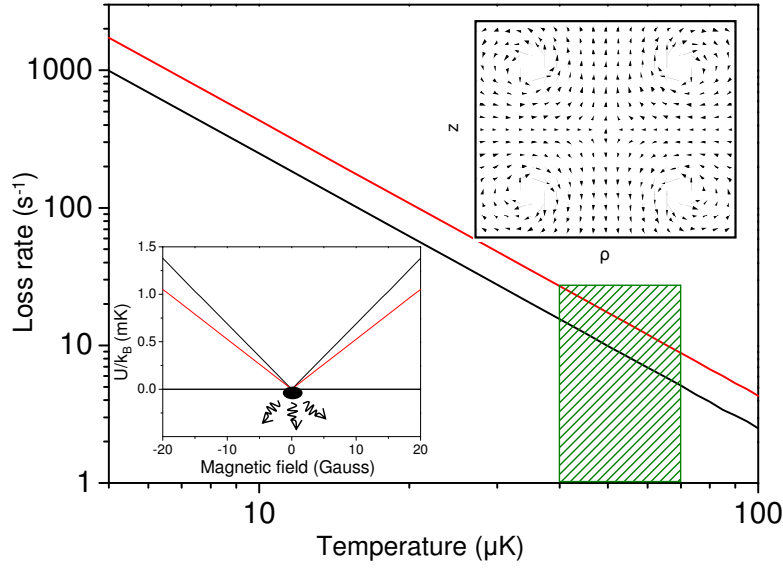 1000
100
10
1
Loss rate (s⁻¹)
10
100
Temperature (µK)
z
ρ
1.5
1.0
0.5
0.0
U/k_B (mK)
-20
-10
0
10
20
Magnetic field (Gauss)